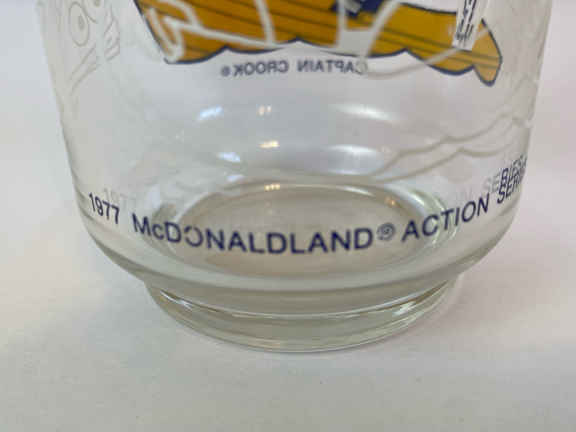 CAPTAIN CROOK®
1977 McDONALDLAND® ACTION SERIES